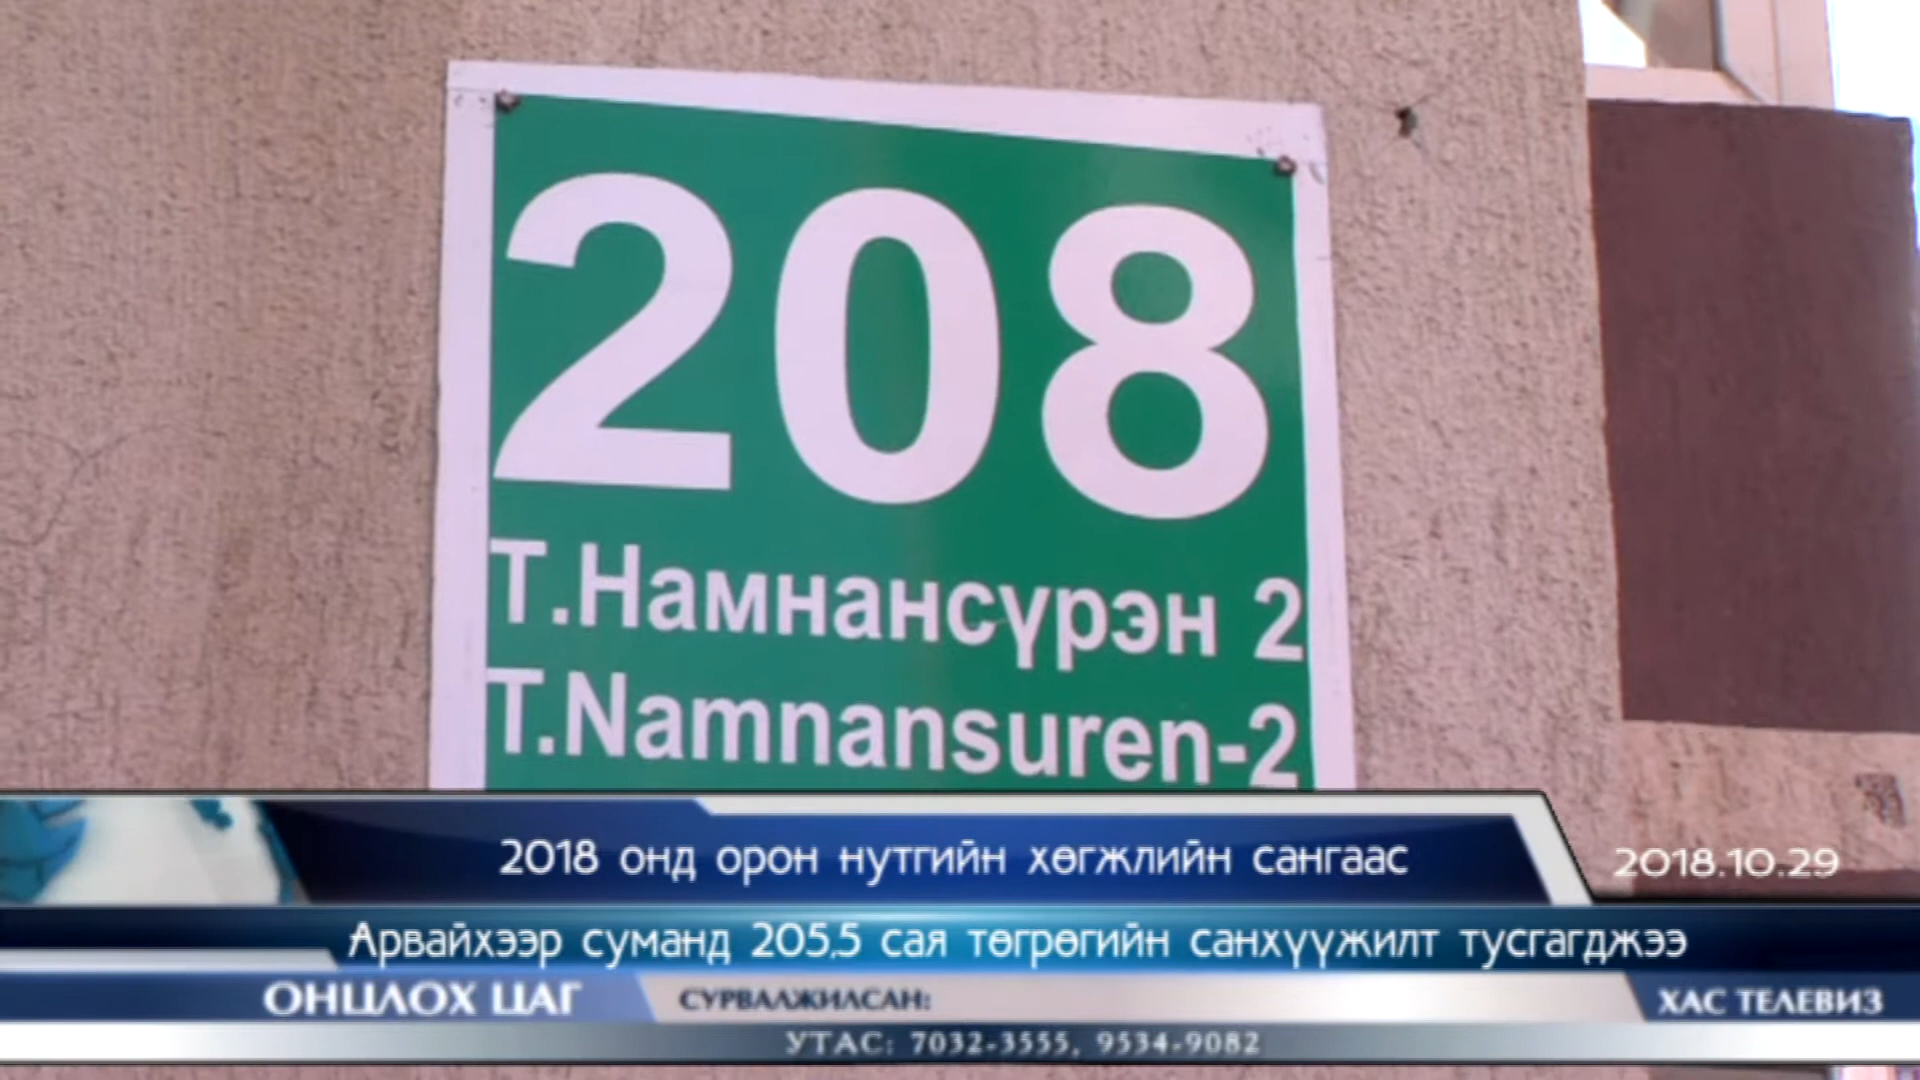 208
Т.Намнансүрэн 2
T.Namnansuren-2
2018 онд орон нутгийн хөгжлийн сангаас
2018.10.29
Арвайхээр суманд 205,5 сая төгрөгийн санхүүжилт тусгагджээ
ОНЦЛОХ ЦАГ
СУРВАЛЖИЛСАН:
ХАС ТЕЛЕВИЗ
УТАС: 7032-3555, 9534-9082